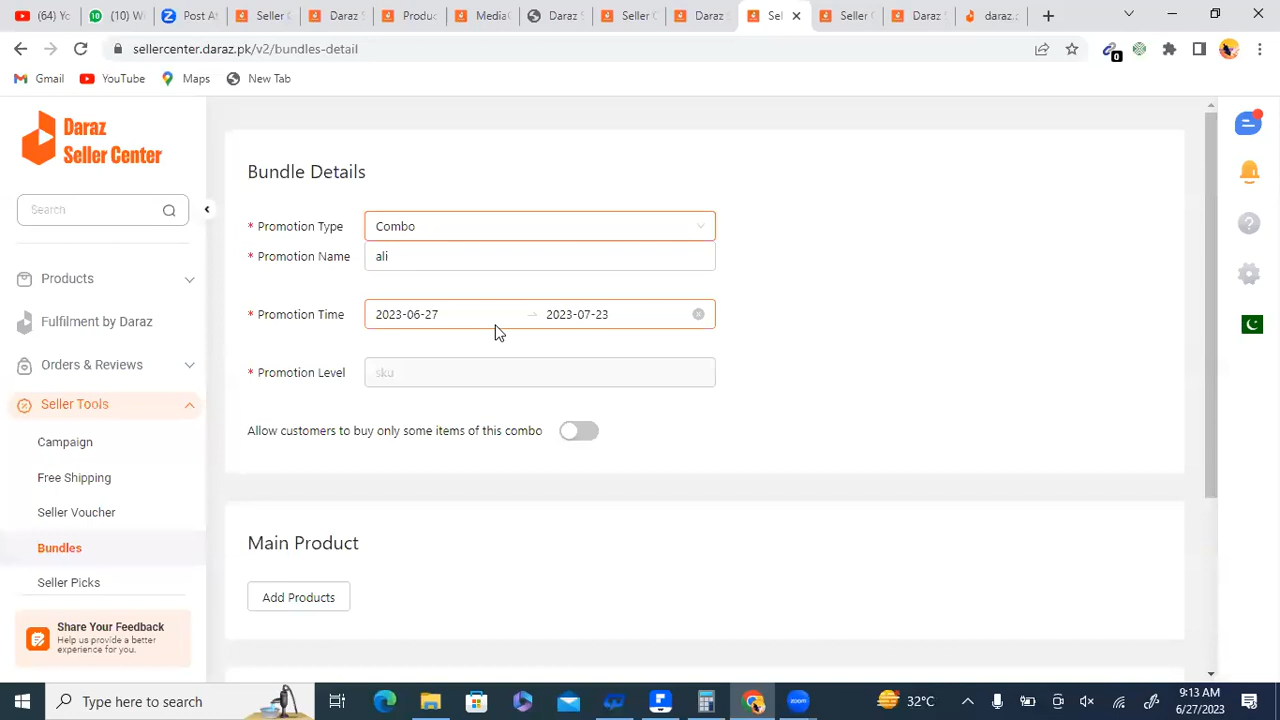 (64) Yo
(10) W
Post At
Seller C
Daraz S
Produc
MediaC
Daraz S
Seller C
Daraz
Sel
Seller C
Daraz S
daraz.c
sellercenter.daraz.pk/v2/bundles-detail
0
Gmail
YouTube
Maps
New Tab
Daraz
Seller Center
Search
Products
Fulfilment by Daraz
Orders & Reviews
Seller Tools
Campaign
Free Shipping
Seller Voucher
Bundles
Seller Picks
Share Your Feedback
Help us provide a better
experience for you.
Bundle Details
* Promotion Type Combo
* Promotion Name ali
* Promotion Time 2023-06-27 → 2023-07-23
* Promotion Level sku
Allow customers to buy only some items of this combo
Main Product
Add Products
Type here to search
zoom
32°C
9:13 AM
6/27/2023